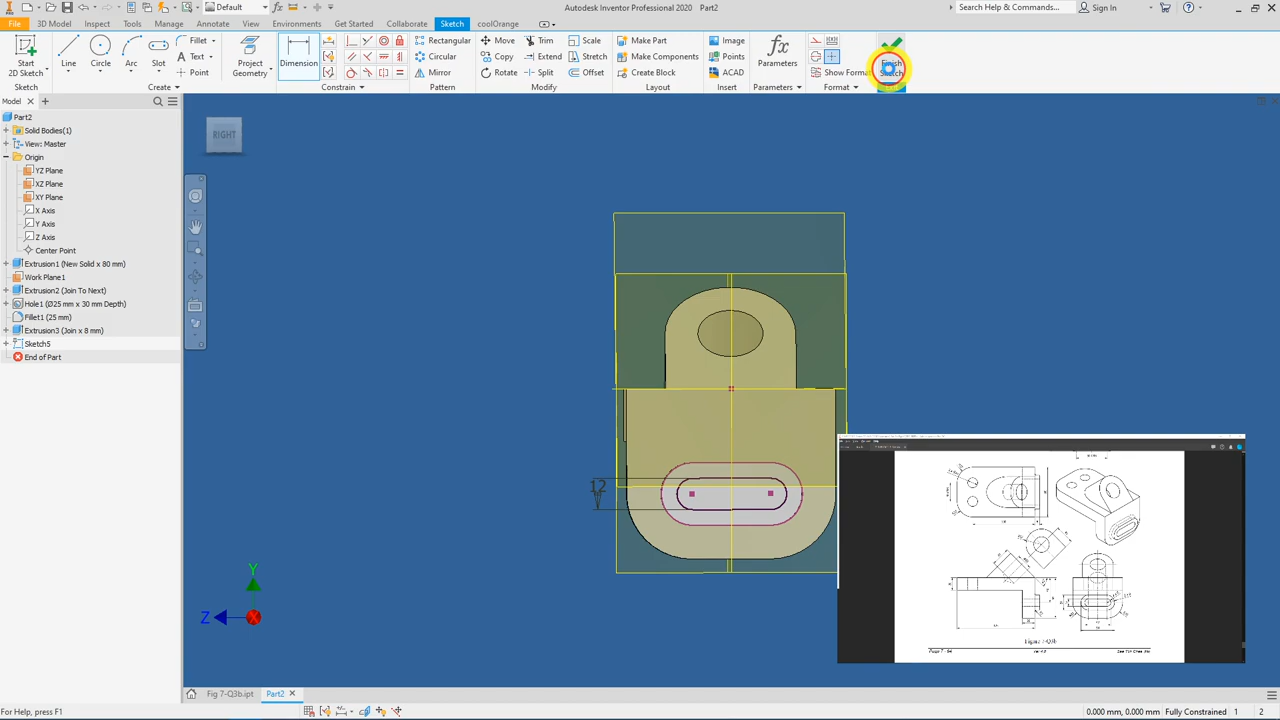 Default
Autodesk Inventor Professional 2020 Part2
Search Help & Commands...
Sign In
File
3D Model
Sketch
Inspect
Tools
Manage
Annotate
View
Environments
Get Started
Collaborate
Sketch
coolOrange
Start
2D Sketch
Line
Circle
Arc
Slot
Fillet
Text
Point
Project
Geometry
Dimension
Rectangular
Circular
Mirror
Move
Copy
Rotate
Trim
Extend
Split
Scale
Stretch
Offset
Make Part
Make Components
Create Block
Image
Points
ACAD
Parameters
Show Format
Finish
Sketch
Sketch
Create
Constrain
Pattern
Modify
Layout
Insert
Parameters
Format
Model
Part2
Solid Bodies(1)
View: Master
Origin
YZ Plane
XZ Plane
XY Plane
X Axis
Y Axis
Z Axis
Center Point
Extrusion1 (New Solid x 80 mm)
Work Plane1
Extrusion2 (Join To Next)
Hole1 (Ø25 mm x 30 mm Depth)
Fillet1 (25 mm)
Extrusion3 (Join x 8 mm)
Sketch5
End of Part
RIGHT
12
Y
Z
Figure 7-Q3b
Fig 7-Q3b.ipt
Part2
For Help, press F1
0.000 mm, 0.000 mm
Fully Constrained
1
2